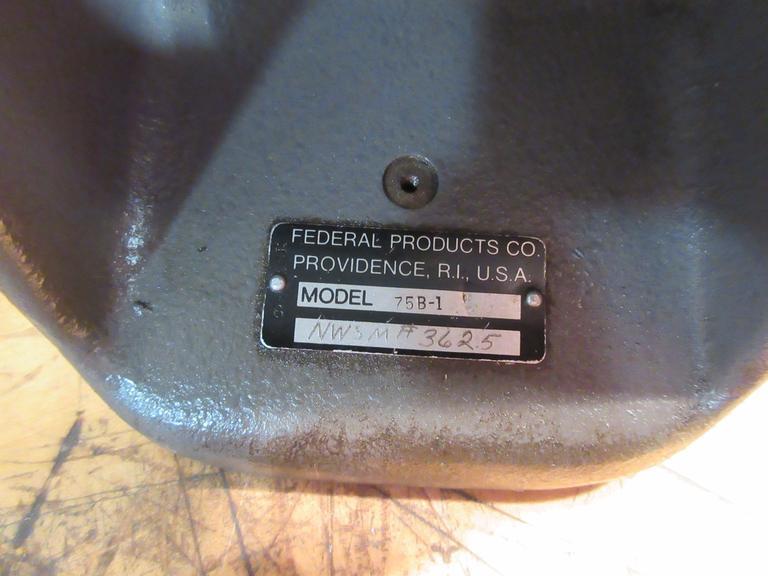 FEDERAL PRODUCTS CO.
PROVIDENCE, R.I., U.S.A.
MODEL 75B-1
NWSM# 3625